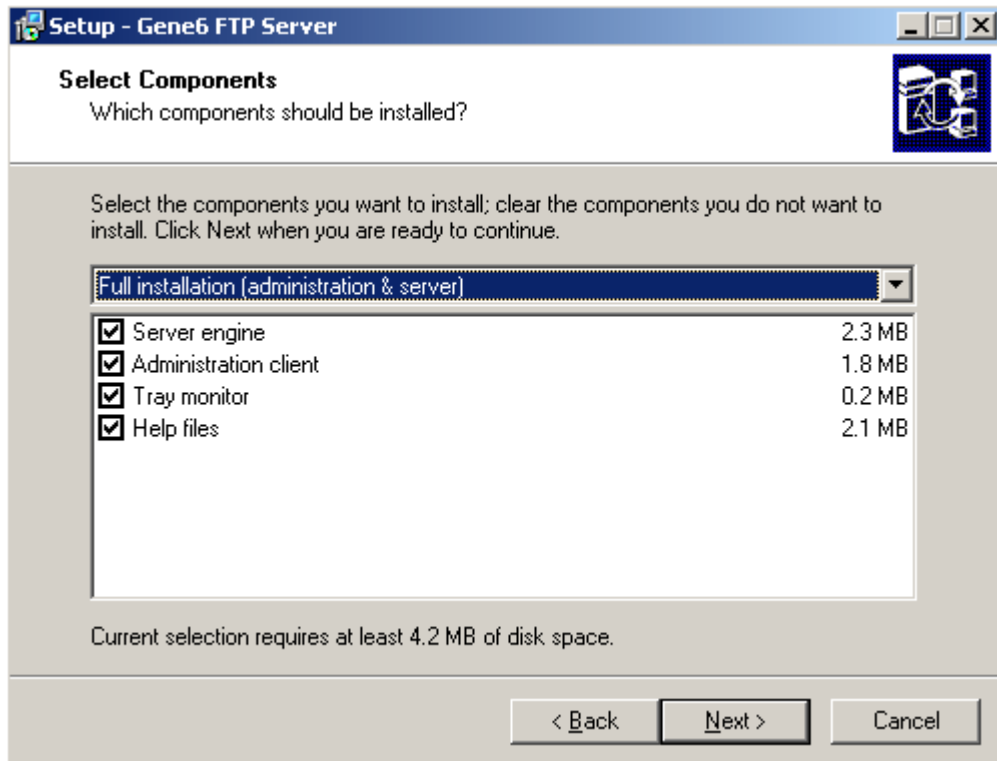 Setup - Gene6 FTP Server
Select Components
Which components should be installed?
Select the components you want to install; clear the components you do not want to
install. Click Next when you are ready to continue.
Full installation (administration & server)
Server engine 2.3 MB
Administration client 1.8 MB
Tray monitor 0.2 MB
Help files 2.1 MB
Current selection requires at least 4.2 MB of disk space.
< Back Next > Cancel